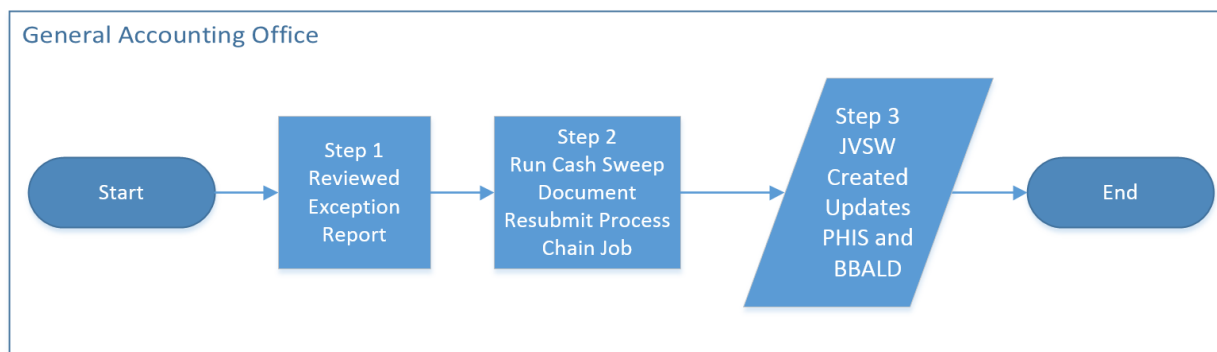 General Accounting Office
Start
Step 1
Reviewed
Exception
Report
Step 2
Run Cash Sweep
Document
Resubmit Process
Chain Job
Step 3
JVSW
Created
Updates
PHIS and
BBALD
End